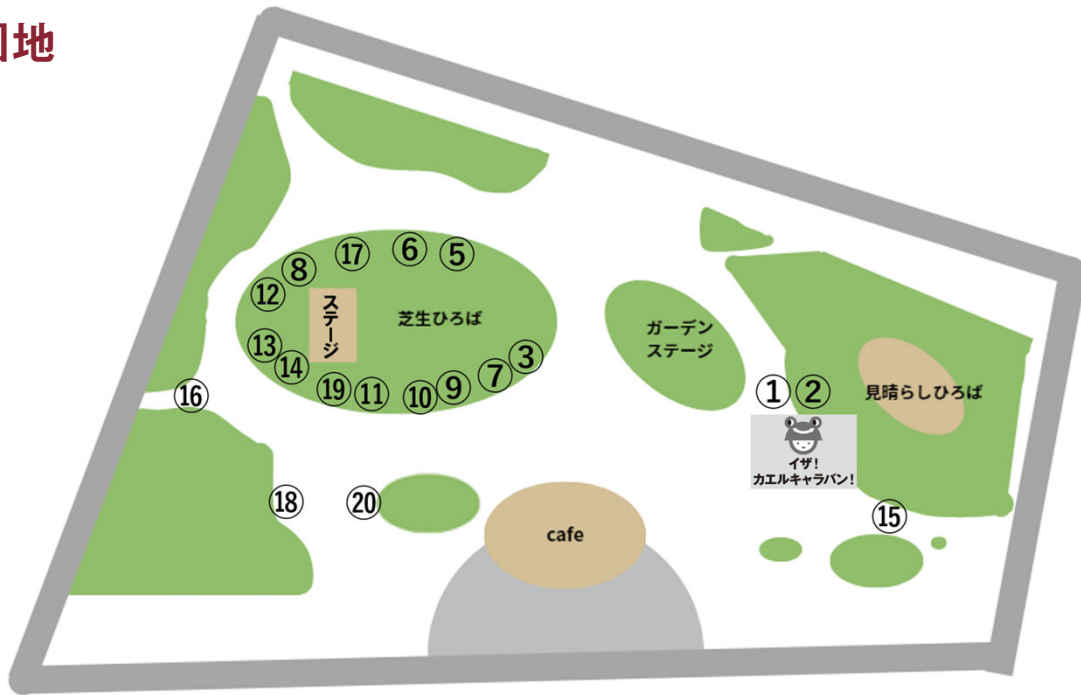 地
⑰ ⑥ ⑤
⑧
⑫
ステージ
芝生ひろば
⑬
⑭
③
⑦
⑲ ⑪ ⑩ ⑨
⑯
ガーデン
ステージ
① ②
見晴らしひろば
イザ!
カエルキャラバン!
⑱ ⑳
cafe
⑮